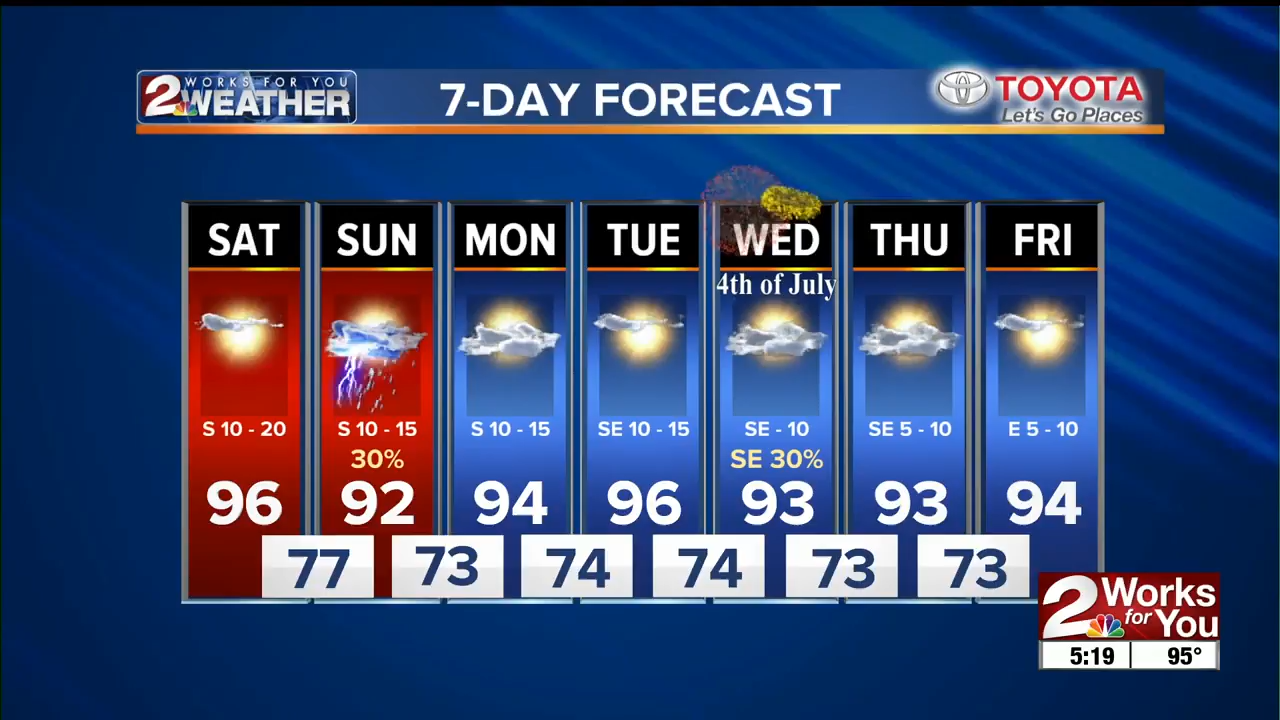 WORKS FOR YOU
2 WEATHER
7-DAY FORECAST
TOYOTA
Let's Go Places
SAT SUN MON TUE WED THU FRI
4th of July
S 10 - 20 S 10 - 15 S 10 - 15 SE 10 - 15 SE - 10 SE 5 - 10 E 5 - 10
30% SE 30%
96 92 94 96 93 93 94
77 73 74 74 73 73
2 Works
for You
5:19 95°